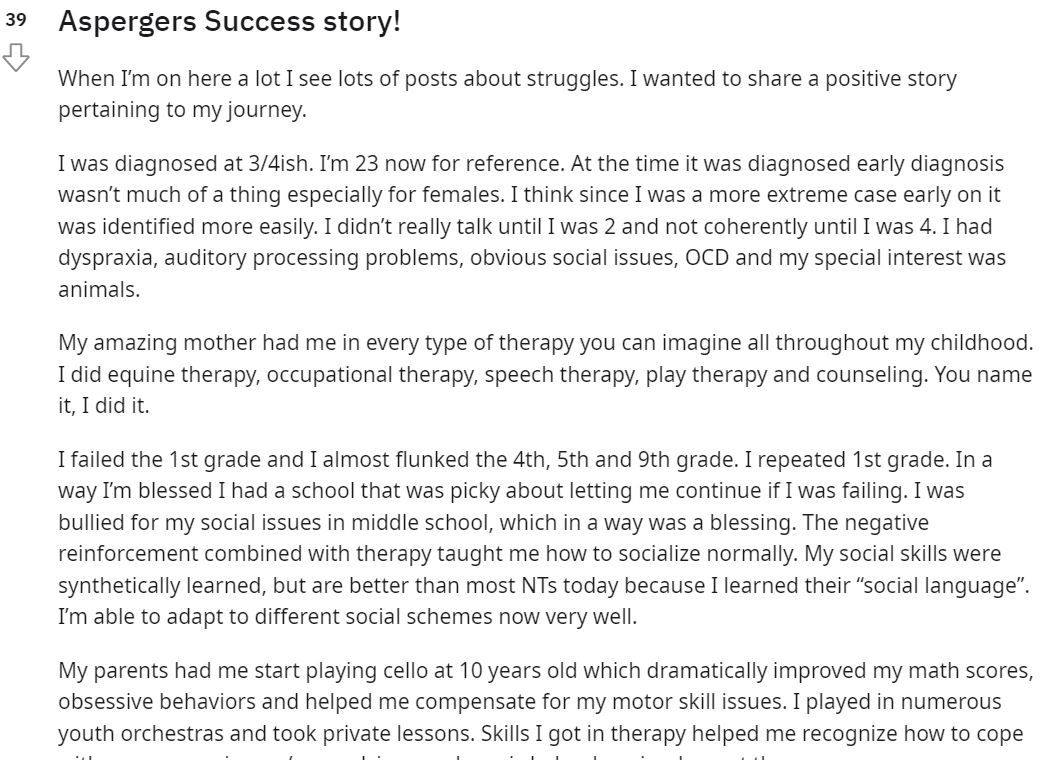 39
Aspergers Success story!
When I’m on here a lot I see lots of posts about struggles. I wanted to share a positive story
pertaining to my journey.
I was diagnosed at 3/4ish. I’m 23 now for reference. At the time it was diagnosed early diagnosis
wasn’t much of a thing especially for females. I think since I was a more extreme case early on it
was identified more easily. I didn’t really talk until I was 2 and not coherently until I was 4. I had
dyspraxia, auditory processing problems, obvious social issues, OCD and my special interest was
animals.
My amazing mother had me in every type of therapy you can imagine all throughout my childhood.
I did equine therapy, occupational therapy, speech therapy, play therapy and counseling. You name
it, I did it.
I failed the 1st grade and I almost flunked the 4th, 5th and 9th grade. I repeated 1st grade. In a
way I’m blessed I had a school that was picky about letting me continue if I was failing. I was
bullied for my social issues in middle school, which in a way was a blessing. The negative
reinforcement combined with therapy taught me how to socialize normally. My social skills were
synthetically learned, but are better than most NTs today because I learned their “social language”.
I’m able to adapt to different social schemes now very well.
My parents had me start playing cello at 10 years old which dramatically improved my math scores,
obsessive behaviors and helped me compensate for my motor skill issues. I played in numerous
youth orchestras and took private lessons. Skills I got in therapy helped me recognize how to cope